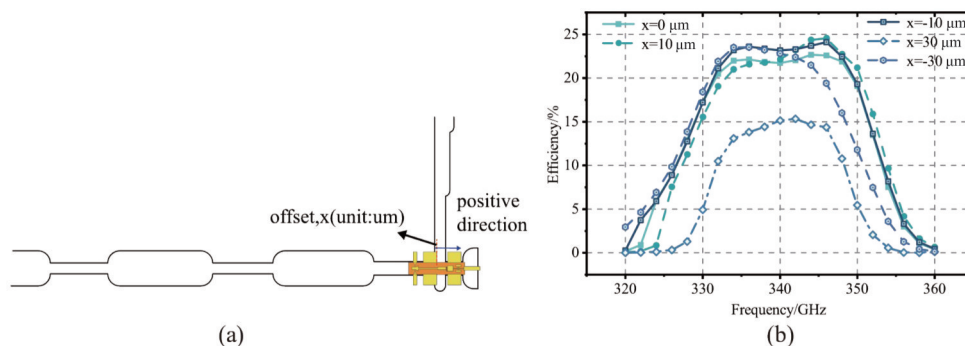 offset,x(unit:um)
positive
direction
(a)
(b)
x=0 μm
x=10 μm
x=-10 μm
x=30 μm
x=-30 μm
Efficiency/%
25
20
15
10
5
0
320 330 340 350 360
Frequency/GHz